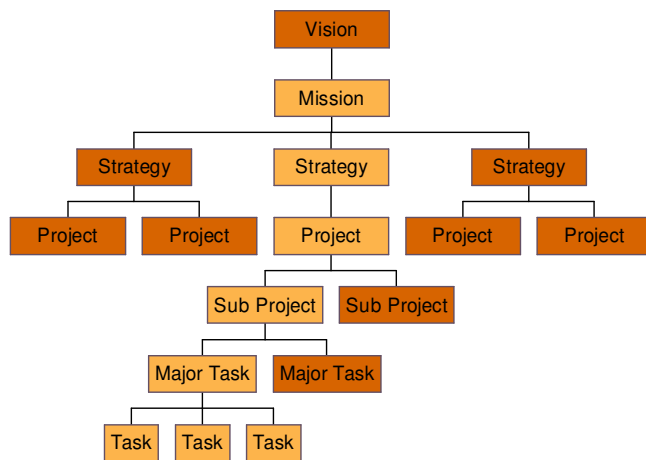 Vision
Mission
Strategy
Strategy
Strategy
Project
Project
Project
Project
Project
Sub Project
Sub Project
Major Task
Major Task
Task
Task
Task